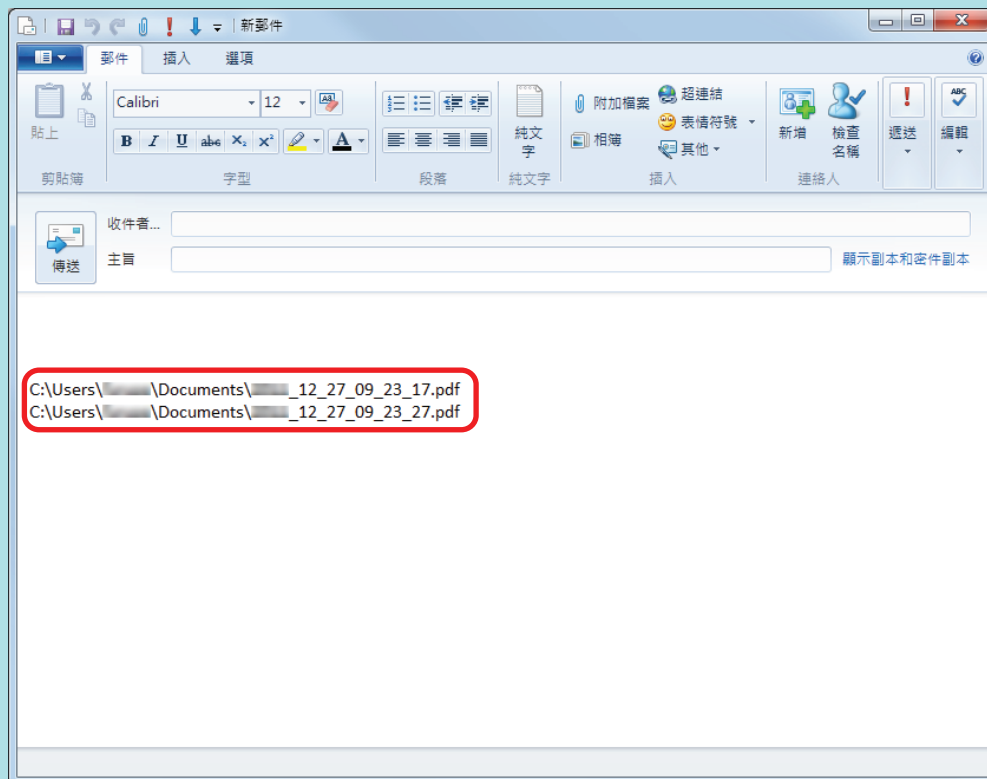 新郵件
郵件 插入 選項
貼上
剪貼簿
Calibri 12
B I U abc X₂ X² A
字型
段落
純文字
純文字
附加檔案
相簿
超連結
表情符號
其他
插入
新增
檢查名稱
連絡人
遞送
ABC
編輯
傳送
收件者...
主旨
顯示副本和密件副本
C:\Users\ \Documents\ _12_27_09_23_17.pdf
C:\Users\ \Documents\ _12_27_09_23_27.pdf